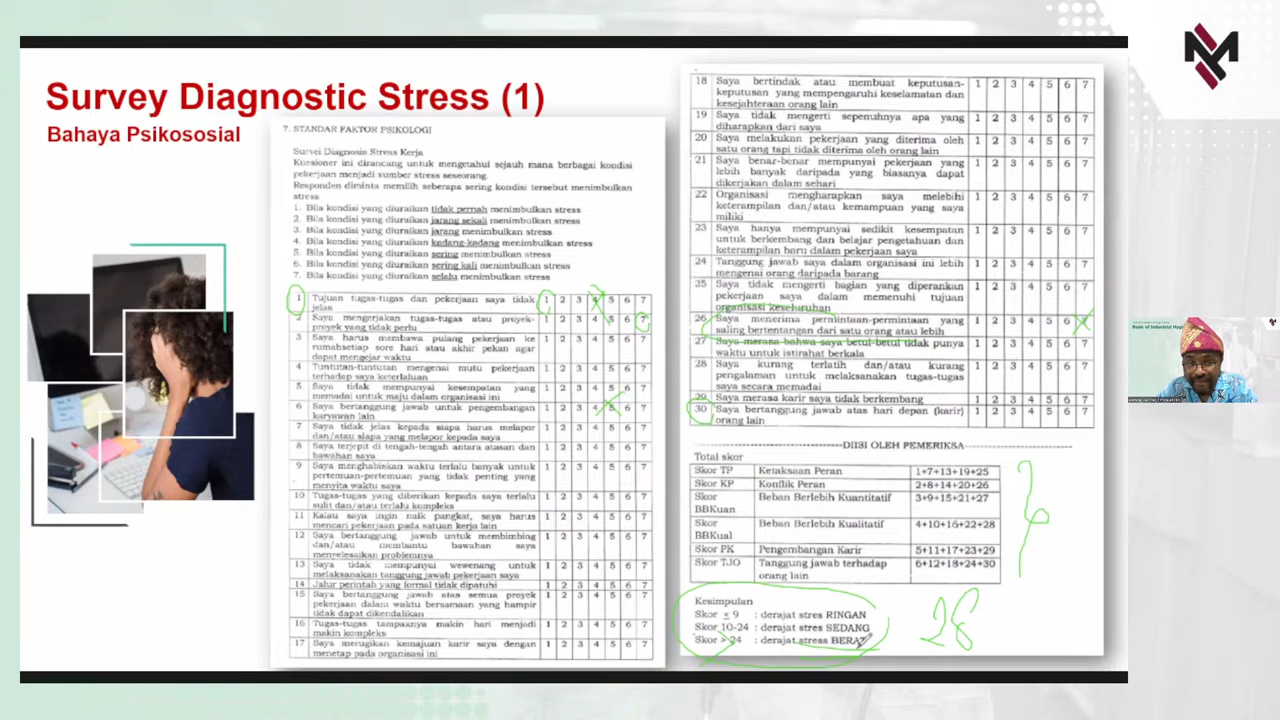 Survey Diagnostic Stress (1)
Bahaya Psikososial
7. STANDAR FAKTOR PSIKOLOGI
Survei Diagnosis Stress Kerja
Kuesioner ini dirancang untuk mengetahui sejauh mana berbagai kondisi
pekerjaan menjadi sumber stress seseorang.
Responden diminta memilih seberapa sering kondisi tersebut menimbulkan
stress
1. Bila kondisi yang diuraikan tidak pernah menimbulkan stress
2. Bila kondisi yang diuraikan jarang sekali menimbulkan stress
3. Bila kondisi yang diuraikan jarang menimbulkan stress
4. Bila kondisi yang diuraikan kadang-kadang menimbulkan stress
5. Bila kondisi yang diuraikan sering menimbulkan stress
6. Bila kondisi yang diuraikan sering kali menimbulkan stress
7. Bila kondisi yang diuraikan selalu menimbulkan stress
1 Tujuan tugas-tugas dan pekerjaan saya tidak 1 2 3 4 5 6 7
jelas
2 Saya mengerjakan tugas-tugas atau proyek- 1 2 3 4 5 6 7
proyek yang tidak perlu
3 Saya harus membawa pulang pekerjaan ke 1 2 3 4 5 6 7
rumahsetiap sore hari atau akhir pekan agar
dapat mengejar waktu
4 Tuntutan-tuntutan mengenai mutu pekerjaan 1 2 3 4 5 6 7
terhadap saya keterlaluan
5 Saya tidak mempunyai kesempatan yang 1 2 3 4 5 6 7
memadai untuk maju dalam organisasi ini
6 Saya bertanggung jawab untuk pengembangan 1 2 3 4 5 6 7
karyawan lain
7 Saya tidak jelas kepada siapa harus melapor 1 2 3 4 5 6 7
dan/atau siapa yang melapor kepada saya
8 Saya terjepit di tengah-tengah antara atasan dan 1 2 3 4 5 6 7
bawahan saya
9 Saya menghabiskan waktu terlalu banyak untuk 1 2 3 4 5 6 7
pertemuan-pertemuan yang tidak penting yang
menyita waktu saya
10 Tugas-tugas yang diberikan kepada saya terlalu 1 2 3 4 5 6 7
sulit dan/atau terlalu kompleks
11 Kalau saya ingin naik pangkat, saya harus 1 2 3 4 5 6 7
mencari pekerjaan pada satuan kerja lain
12 Saya bertanggung jawab untuk membimbing 1 2 3 4 5 6 7
dan/atau membantu bawahan saya
menyelesaikan problemnya
13 Saya tidak mempunyai wewenang untuk 1 2 3 4 5 6 7
melaksanakan tanggung jawab pekerjaan saya
14 Jalur perintah yang formal tidak dipatuhi 1 2 3 4 5 6 7
15 Saya bertanggung jawab atas semua proyek 1 2 3 4 5 6 7
pekerjaan dalam waktu bersamaan yang hampir
tidak dapat dikendalikan
16 Tugas-tugas tampaknya makin hari menjadi 1 2 3 4 5 6 7
makin kompleks
17 Saya merugikan kemajuan karir saya dengan 1 2 3 4 5 6 7
menetap pada organisasi ini
18 Saya bertindak atau membuat keputusan- 1 2 3 4 5 6 7
keputusan yang mempengaruhi keselamatan dan
kesejahteraan orang lain
19 Saya tidak mengerti sepenuhnya apa yang 1 2 3 4 5 6 7
diharapkan dari saya
20 Saya melakukan pekerjaan yang diterima oleh 1 2 3 4 5 6 7
satu orang tapi tidak diterima oleh orang lain
21 Saya benar-benar mempunyai pekerjaan yang 1 2 3 4 5 6 7
lebih banyak daripada yang biasanya dapat
dikerjakan dalam sehari
22 Organisasi mengharapkan saya melebihi 1 2 3 4 5 6 7
keterampilan dan/atau kemampuan yang saya
miliki
23 Saya hanya mempunyai sedikit kesempatan 1 2 3 4 5 6 7
untuk berkembang dan belajar pengetahuan dan
keterampilan baru dalam pekerjaan saya
24 Tanggung jawab saya dalam organisasi ini lebih 1 2 3 4 5 6 7
mengenai orang daripada barang
25 Saya tidak mengerti bagian yang diperankan 1 2 3 4 5 6 7
pekerjaan saya dalam memenuhi tujuan
organisasi keseluruhan
26 Saya menerima permintaan-permintaan yang 1 2 3 4 5 6
saling bertentangan dari satu orang atau lebih
27 Saya merasa bahwa saya betul-betul tidak punya 1 2 3 4 5 6 7
waktu untuk istirahat berkala
28 Saya kurang terlatih dan/atau kurang 1 2 3 4 5 6 7
pengalaman untuk melaksanakan tugas-tugas
saya secara memadai
29 Saya merasa karir saya tidak berkembang 1 2 3 4 5 6 7
30 Saya bertanggung jawab atas hari depan (karir) 1 2 3 4 5 6 7
orang lain
DIISI OLEH PEMERIKSA
Total skor
Skor TP Ketaksaan Peran 1+7+13+19+25
Skor KP Konflik Peran 2+8+14+20+26
Skor Beban Berlebih Kuantitatif 3+9+15+21+27
BBKuan
Skor Beban Berlebih Kualitatif 4+10+16+22+28
BBKual
Skor PK Pengembangan Karir 5+11+17+23+29
Skor TJO Tanggung jawab terhadap 6+12+18+24+30
orang lain
Kesimpulan
Skor ≤ 9 : derajat stres RINGAN
Skor 10-24 : derajat stres SEDANG
Skor > 24 : derajat stress BERAT
28